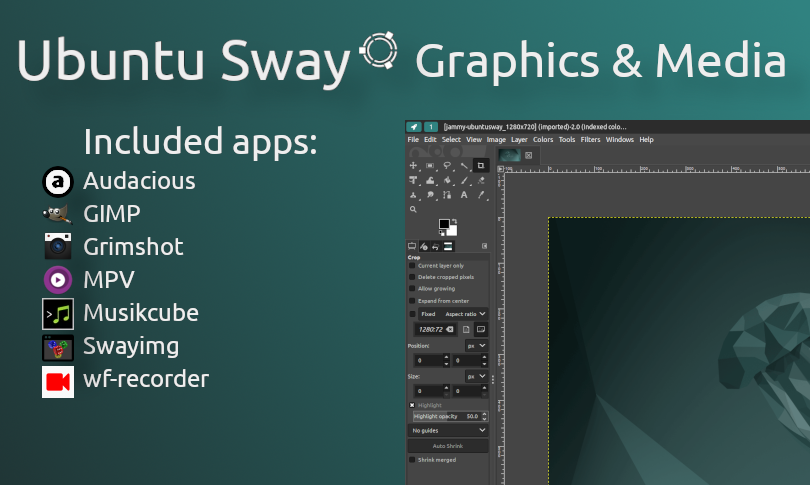 Ubuntu Sway Graphics & Media
Included apps:
Audacious
GIMP
Grimshot
MPV
Musikcube
Swayimg
wf-recorder
1 [jammy-ubuntusway_1280x720] (imported)-2.0 (Indexed colo...
File Edit Select View Image Layer Colors Tools Filters Windows Help
Crop
Current layer only
Delete cropped pixels
Allow growing
Expand from center
Fixed Aspect ratio
1280:72
Position: px
0 0
Size: px
0 0
Highlight
Highlight opacity 50.0
No guides
Auto Shrink
Shrink merged